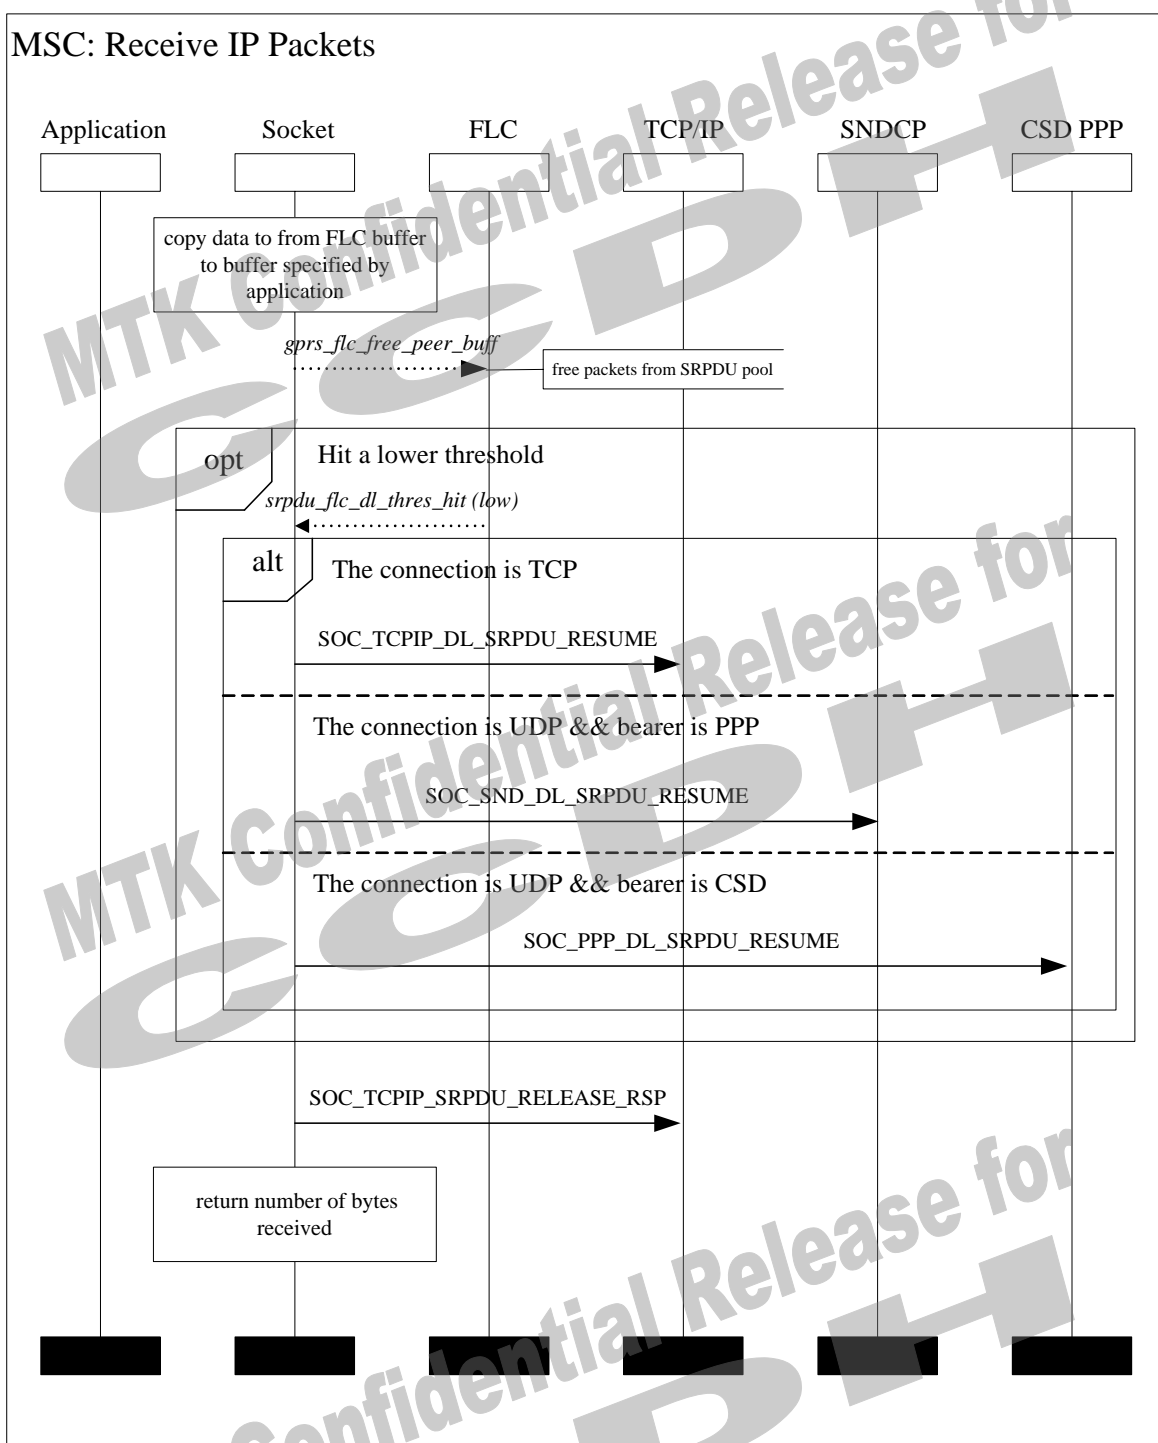 MSC: Receive IP Packets
Application Socket FLC TCP/IP SNDCP CSD PPP
copy data to from FLC buffer
to buffer specified by
application
gprs_flc_free_peer_buff
free packets from SRPDU pool
opt
Hit a lower threshold
srpdu_flc_dl_thres_hit (low)
alt
The connection is TCP
SOC_TCPIP_DL_SRPDU_RESUME
The connection is UDP && bearer is PPP
SOC_SND_DL_SRPDU_RESUME
The connection is UDP && bearer is CSD
SOC_PPP_DL_SRPDU_RESUME
SOC_TCPIP_SRPDU_RELEASE_RSP
return number of bytes
received
MTK Confidential Release for
CCDH
MTK Confidential Release for
CCDH
Confidential Release for
DH